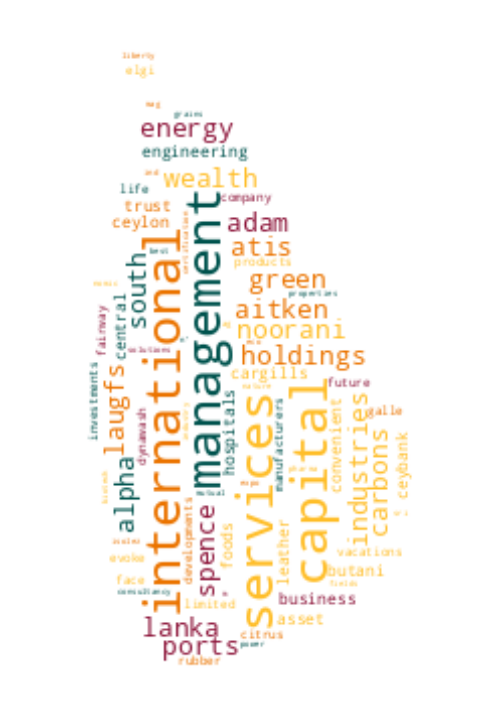 liberty
elgi
energy
engineering
wealth
life
company
trust
ceylon
adam
atis
products
south
international
management
green
properties
central
aitken
noorani
fairway
solutions
holdings
cargills
investments
laugfs
future
capital
services
hospitals
manufacturers
convenient
industries
galle
carbons
ceybank
dynawash
alpha
mutual
spence
developments
foods
leather
vacations
evoke
butani
face
consultancy
limited
business
asset
lanka
ports
citrus
power
rubber